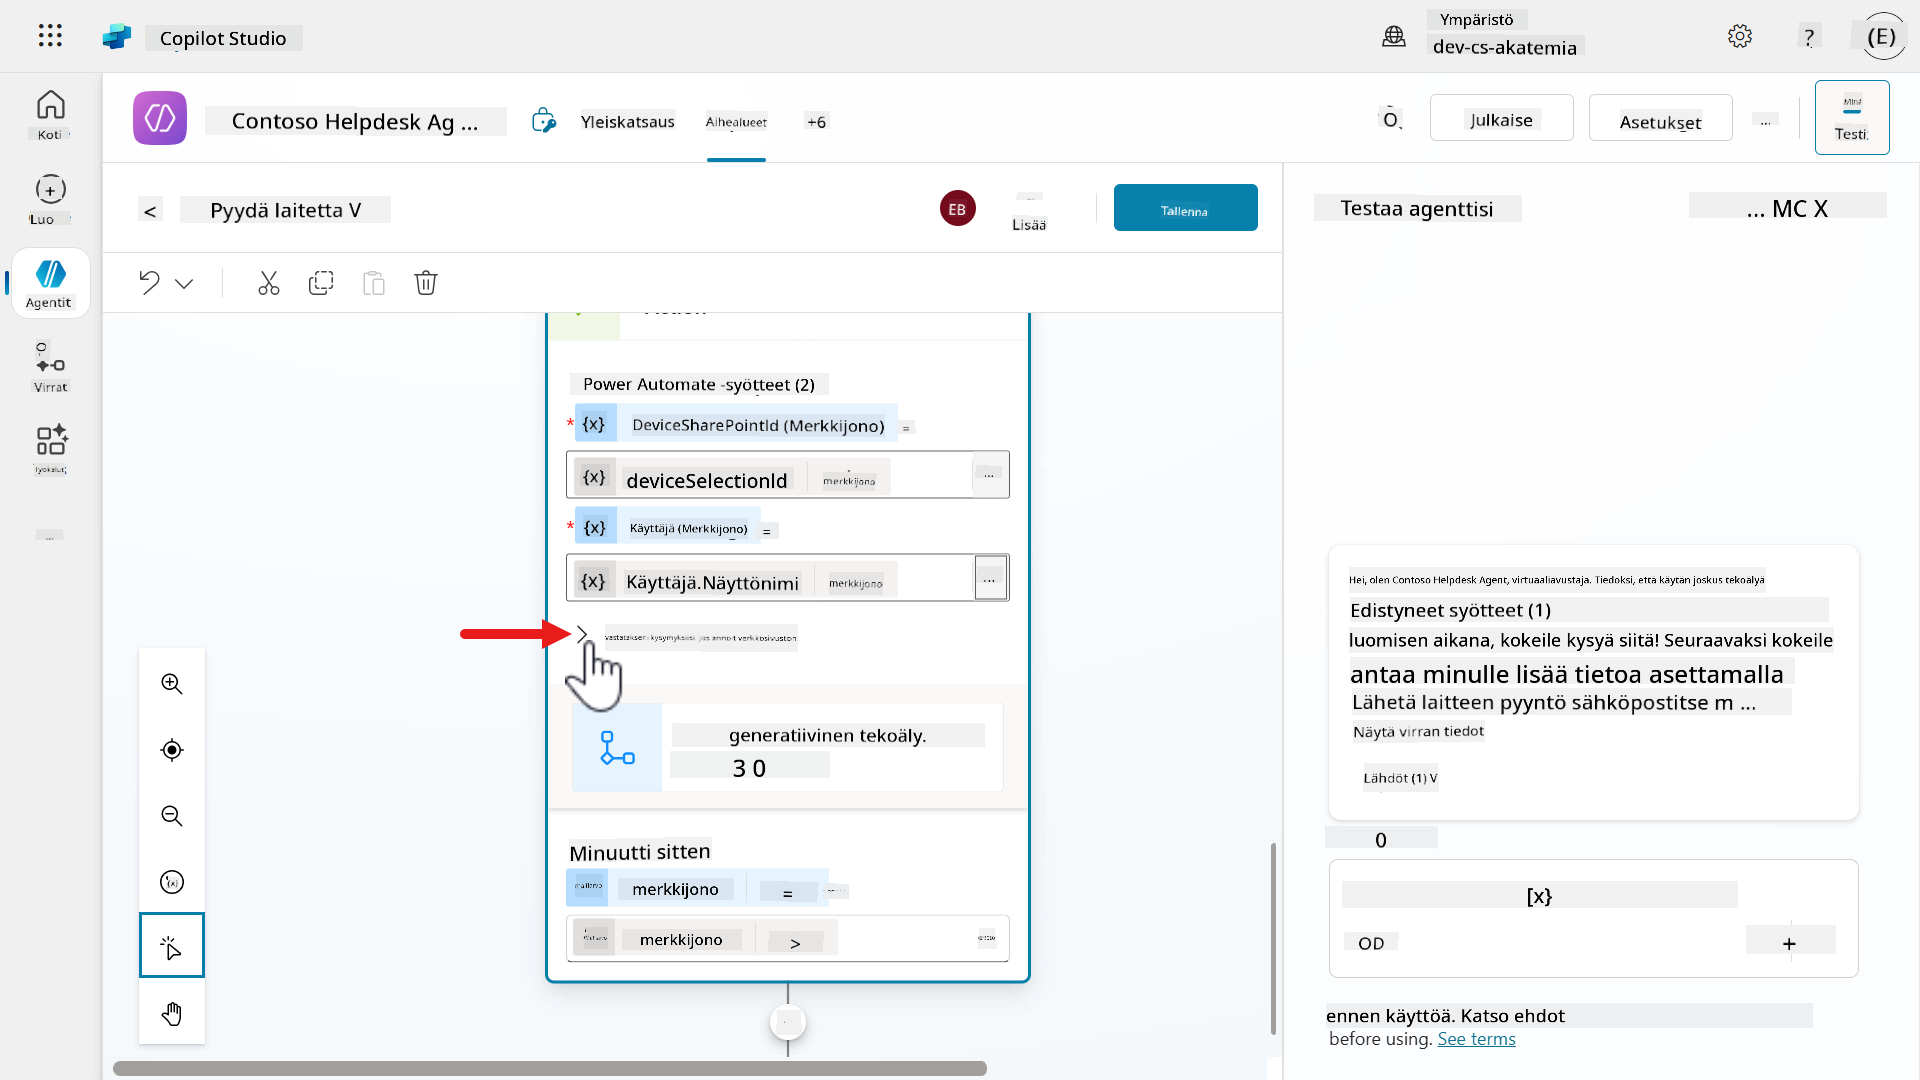 Copilot Studio
Ympäristö
dev-cs-akatemia
?
(E)
Koti
Luo
Agentit
Virrat
Työkalut
Contoso Helpdesk Ag ...
Yleiskatsaus
Aihealueet
+6
Julkaise
Asetukset
...
Testi
< Pyydä laitetta V
EB
Lisää
Tallenna
Power Automate -syötteet (2)
* {x} DeviceSharePointId (Merkkijono) =
{x} deviceSelectionId merkkijono ...
* {x} Käyttäjä (Merkkijono) =
{x} Käyttäjä.Näyttönimi merkkijono ...
vastatakseni kysymyksiisi. Jos annoit verkkosivuston
generatiivinen tekoäly.
3 0
Minuutti sitten
merkkijono =
merkkijono >
Testaa agenttisi
... MC X
Hei, olen Contoso Helpdesk Agent, virtuaaliavustaja. Tiedoksi, että käytän joskus tekoälyä
Edistyneet syötteet (1)
luomisen aikana, kokeile kysyä siitä! Seuraavaksi kokeile
antaa minulle lisää tietoa asettamalla
Lähetä laitteen pyyntö sähköpostitse m ...
Näytä virran tiedot
Lähdöt (1) V
0
[x}
OD
+
ennen käyttöä. Katso ehdot
before using. See terms